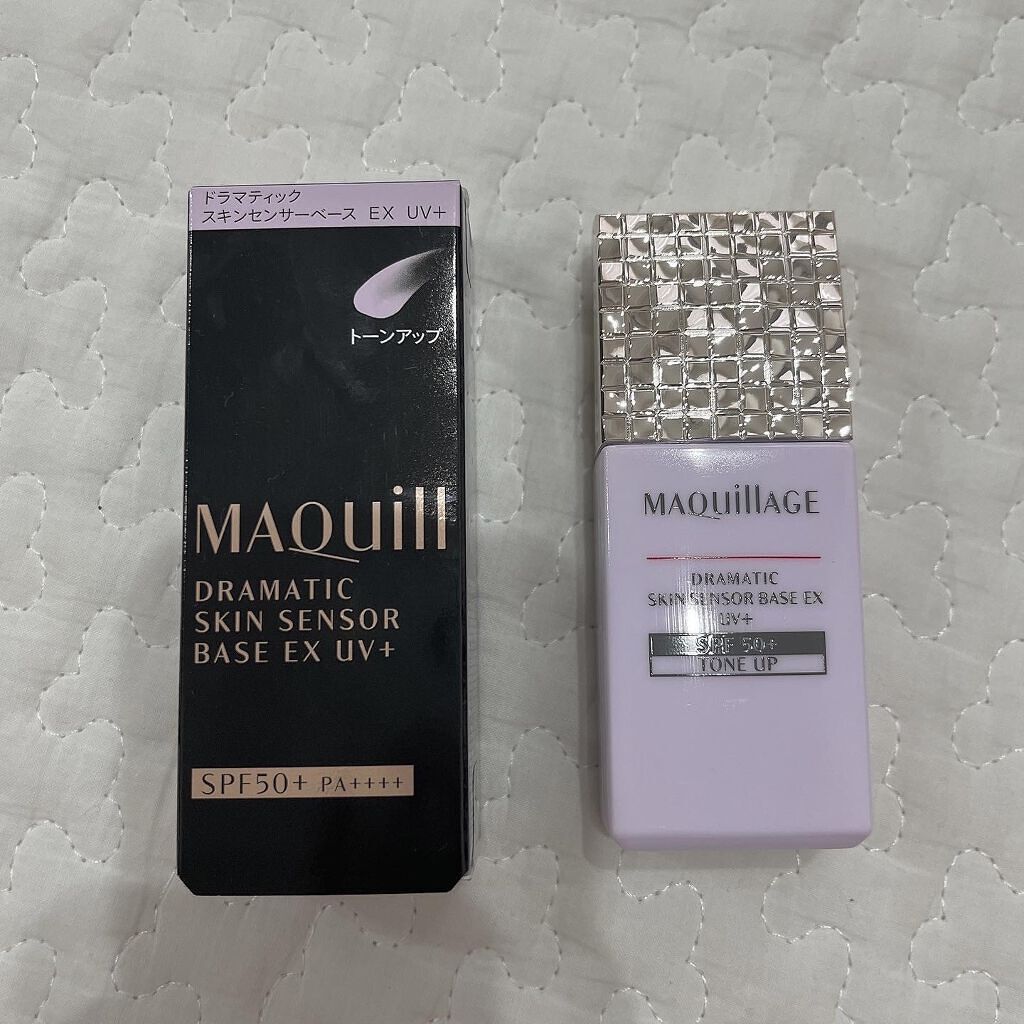 ドラマティック
スキンセンサーベース EX UV+
トーンアップ
MAQuill
DRAMATIC
SKIN SENSOR
BASE EX UV+
SPF50+ PA++++
MAQuillAGE
DRAMATIC
SKIN SENSOR BASE EX
UV+
SPF 50+
TONE UP